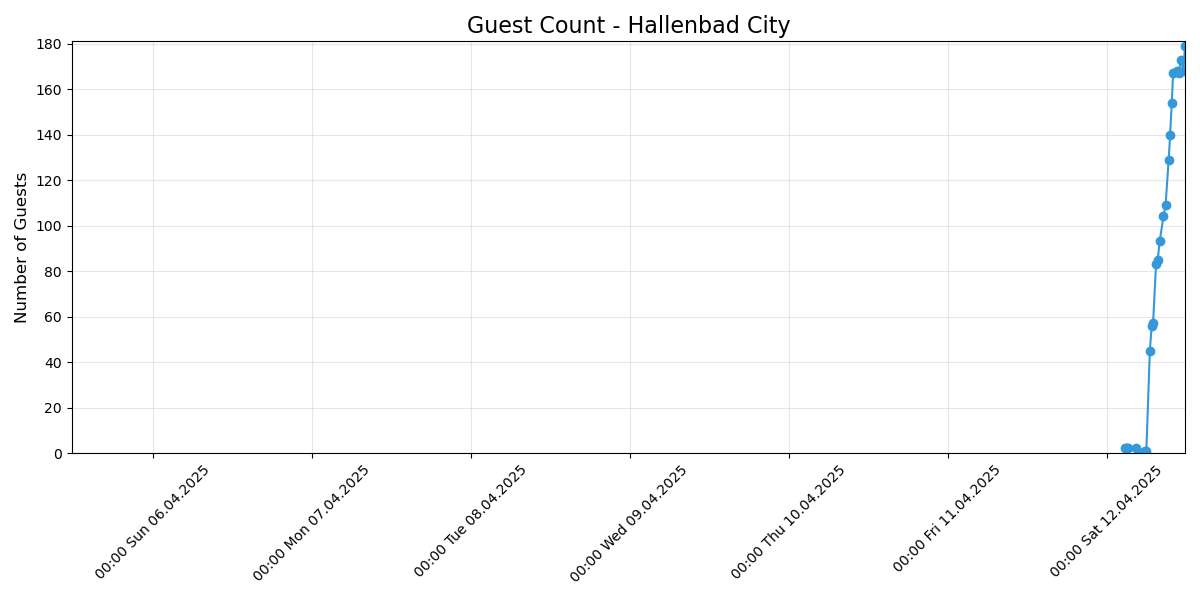 Guest Count - Hallenbad City
Number of Guests
180
160
140
120
100
80
60
40
20
0
00:00 Sun 06.04.2025
00:00 Mon 07.04.2025
00:00 Tue 08.04.2025
00:00 Wed 09.04.2025
00:00 Thu 10.04.2025
00:00 Fri 11.04.2025
00:00 Sat 12.04.2025